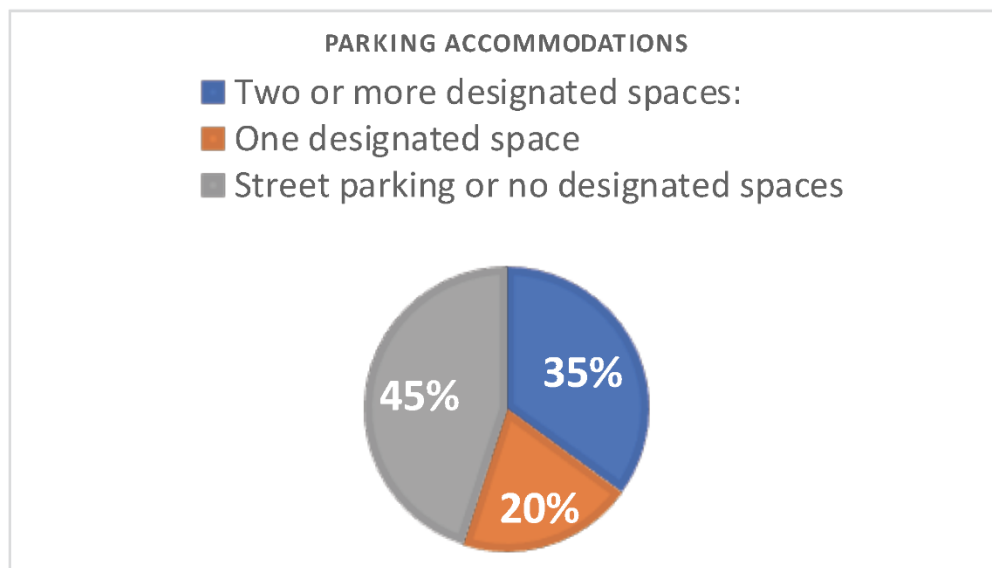 PARKING ACCOMMODATIONS
Two or more designated spaces:
One designated space
Street parking or no designated spaces
35%
45%
20%